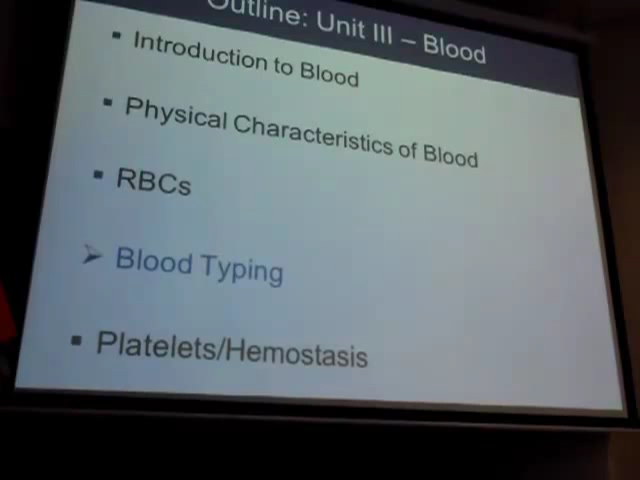 Outline: Unit III – Blood
Introduction to Blood
Physical Characteristics of Blood
RBCs
Blood Typing
Platelets/Hemostasis